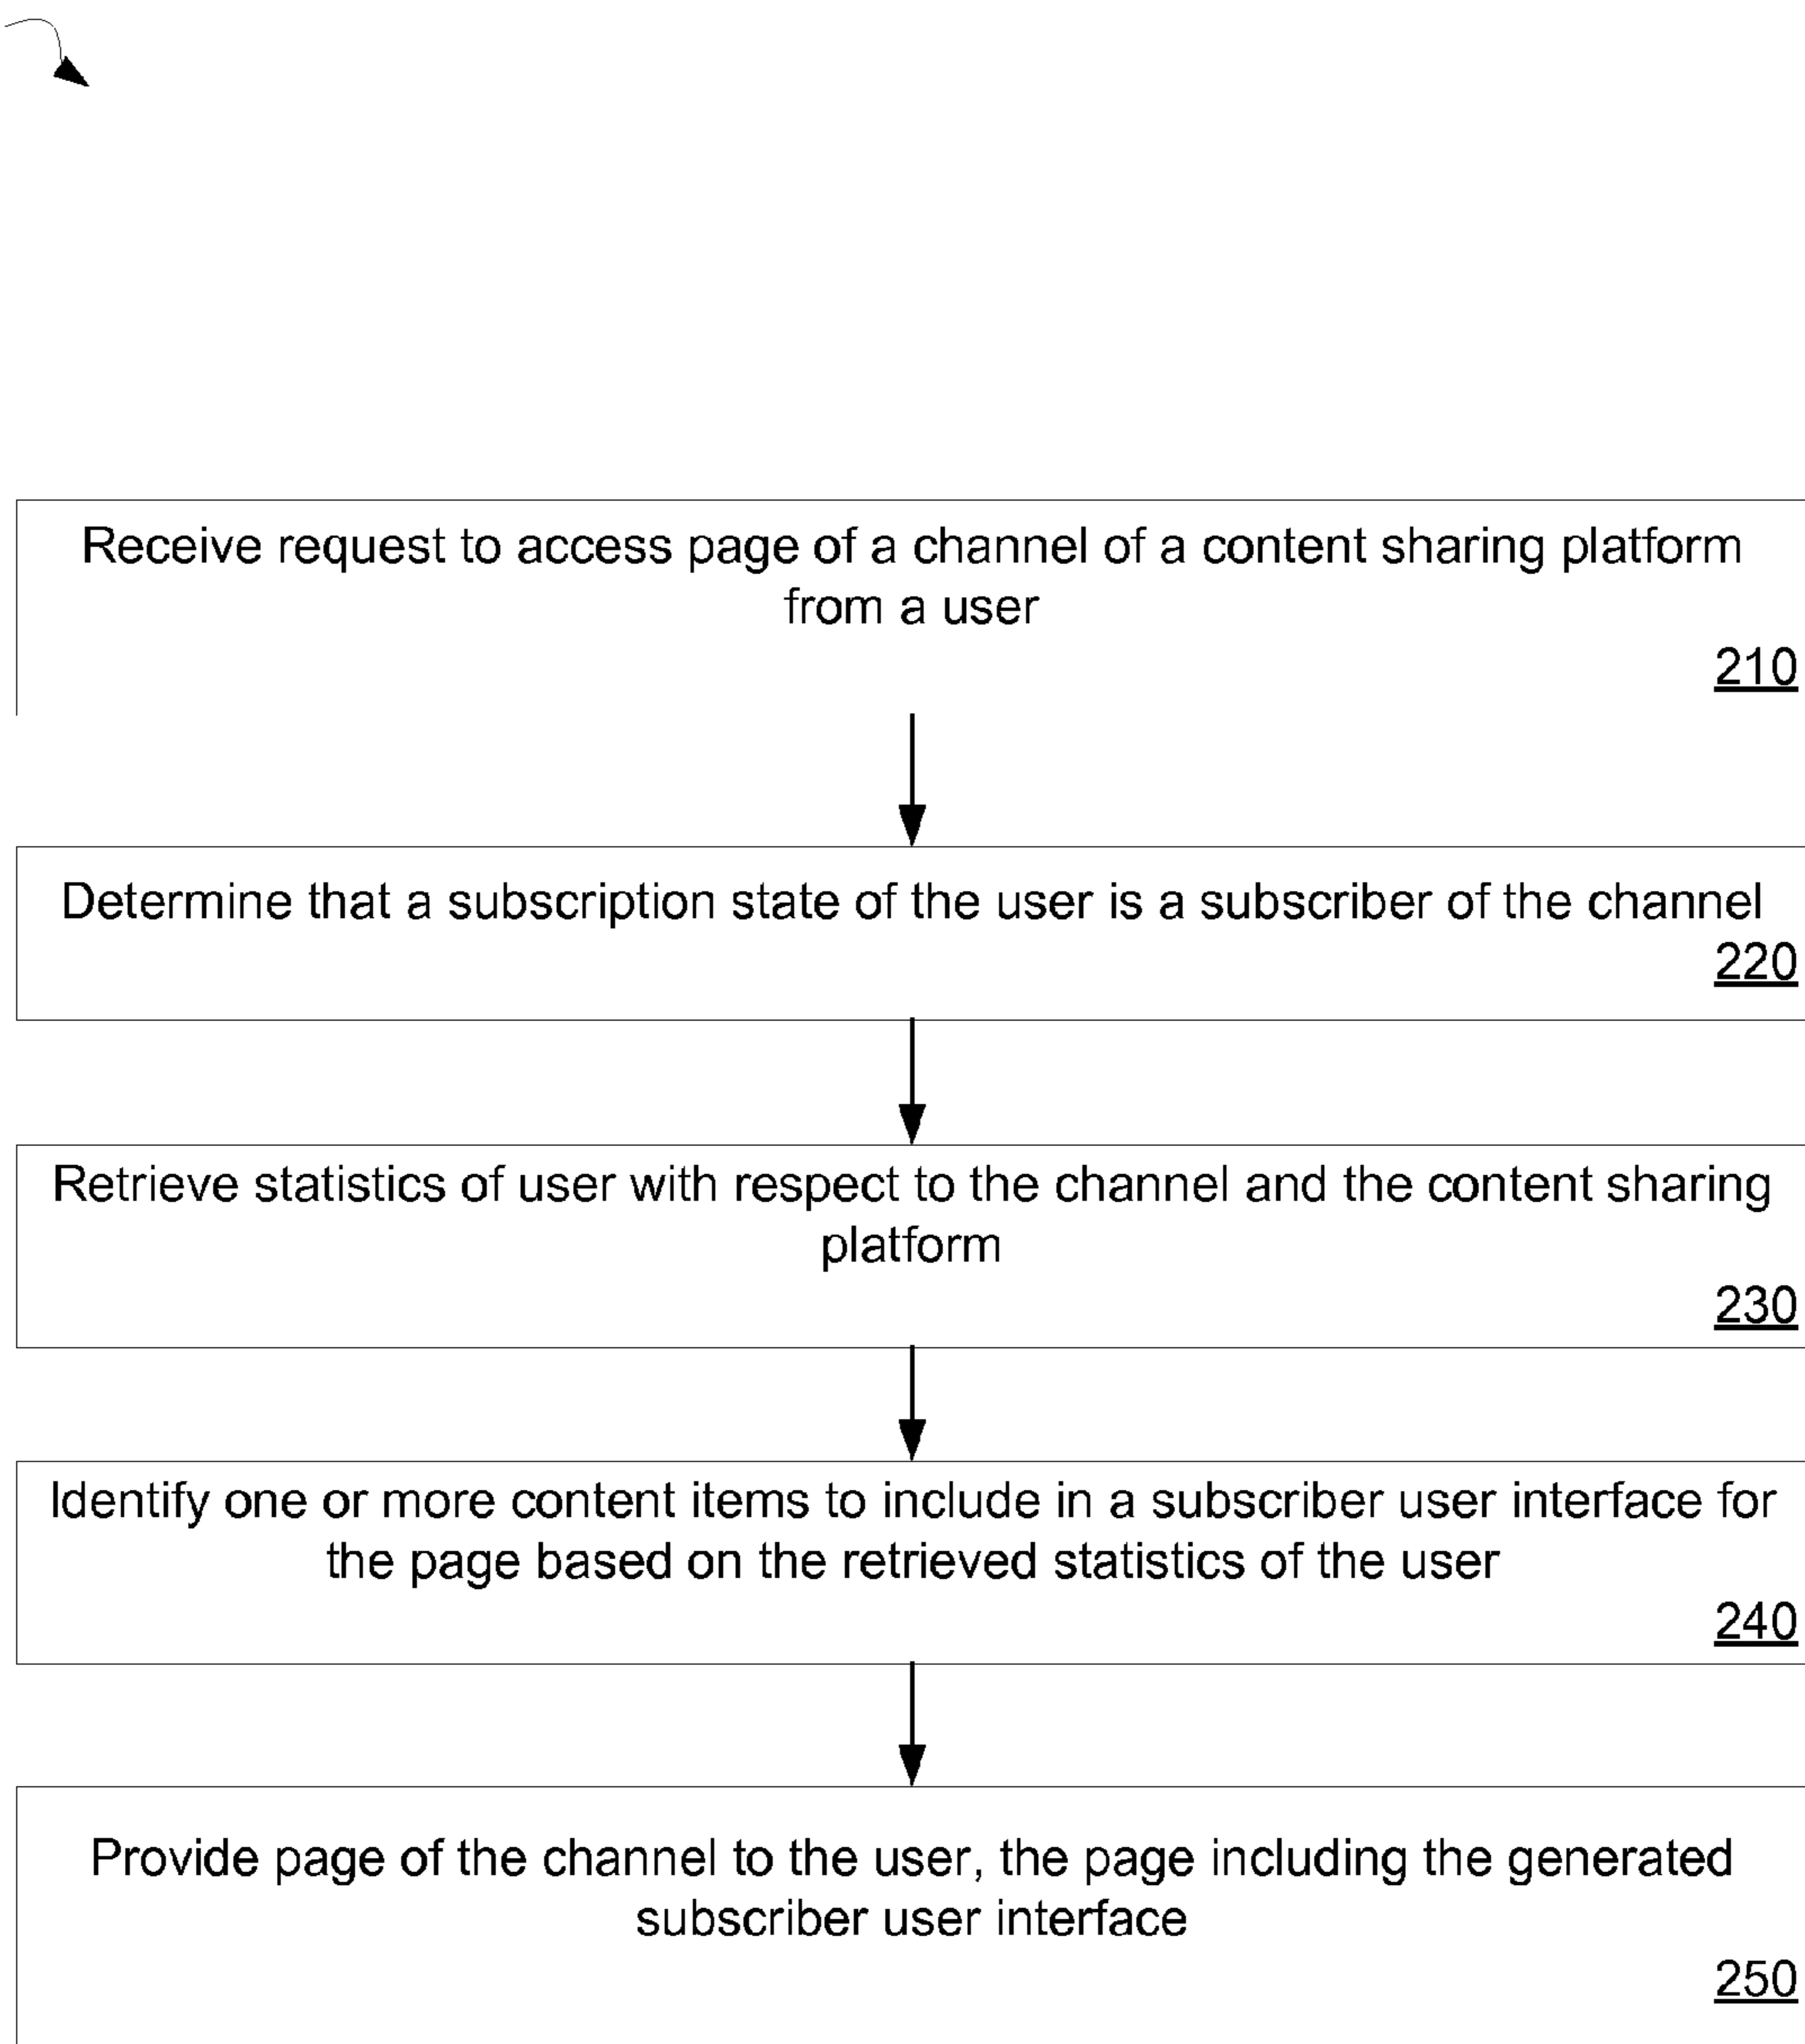 Receive request to access page of a channel of a content sharing platform
from a user
210
Determine that a subscription state of the user is a subscriber of the channel
220
Retrieve statistics of user with respect to the channel and the content sharing
platform
230
Identify one or more content items to include in a subscriber user interface for
the page based on the retrieved statistics of the user
240
Provide page of the channel to the user, the page including the generated
subscriber user interface
250